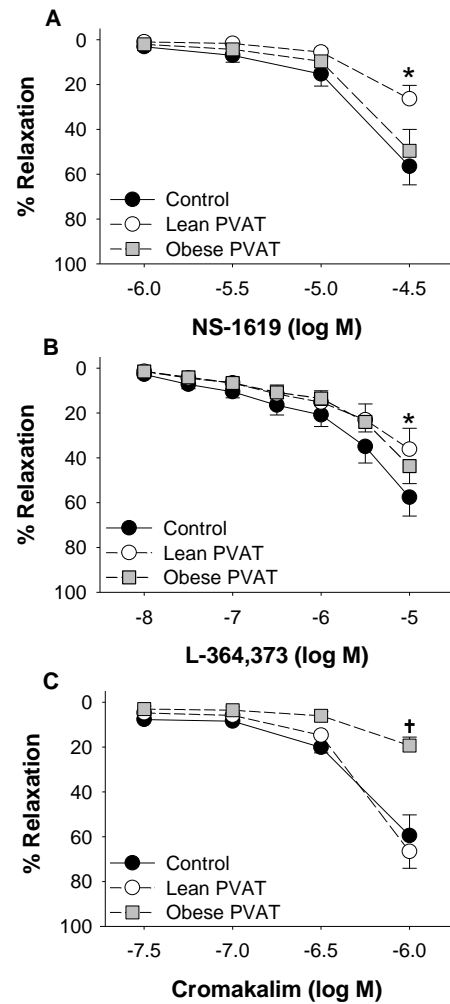 A
% Relaxation
0
20
40
60
80
100
*
Control
Lean PVAT
Obese PVAT
-6.0 -5.5 -5.0 -4.5
NS-1619 (log M)
B
% Relaxation
0
20
40
60
80
100
*
Control
Lean PVAT
Obese PVAT
-8 -7 -6 -5
L-364,373 (log M)
C
% Relaxation
0
20
40
60
80
100
†
Control
Lean PVAT
Obese PVAT
-7.5 -7.0 -6.5 -6.0
Cromakalim (log M)